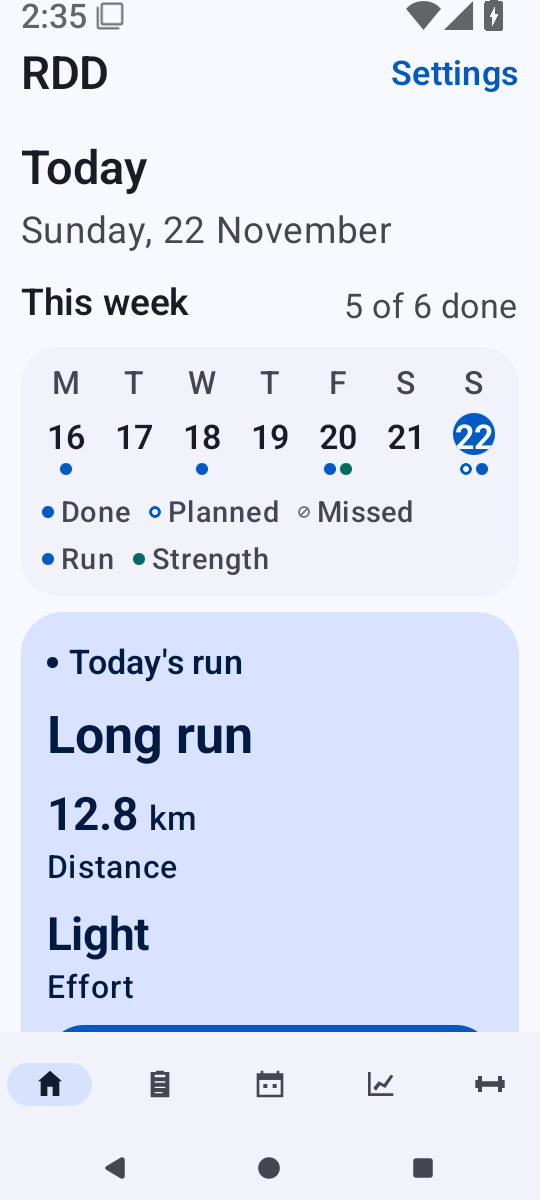 2:35
RDD
Settings
Today
Sunday, 22 November
This week
5 of 6 done
M T W T F S S
16 17 18 19 20 21 22
Done Planned Missed
Run Strength
Today's run
Long run
12.8 km
Distance
Light
Effort